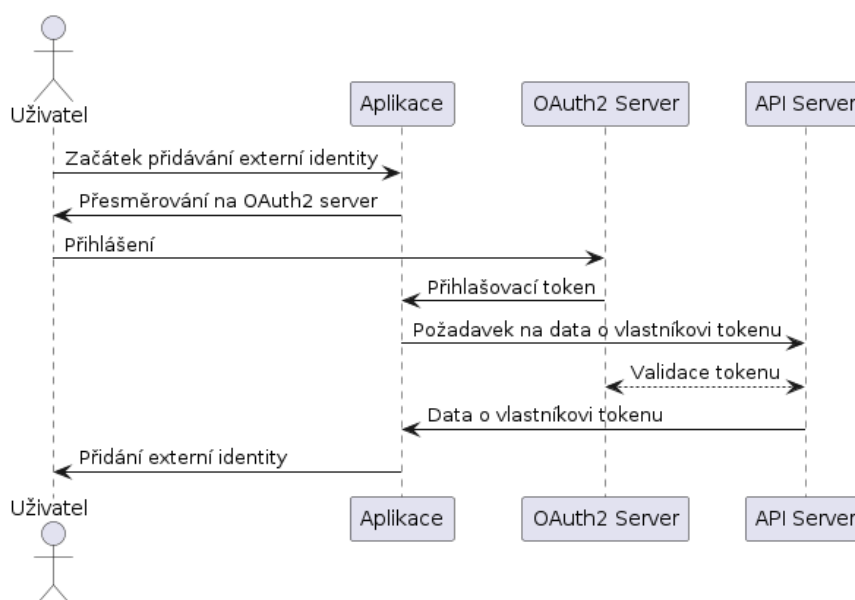 Uživatel
Aplikace
OAuth2 Server
API Server
Začátek přidávání externí identity
Přesměrování na OAuth2 server
Přihlášení
Přihlašovací token
Požadavek na data o vlastníkovi tokenu
Validace tokenu
Data o vlastníkovi tokenu
Přidání externí identity
Uživatel
Aplikace
OAuth2 Server
API Server